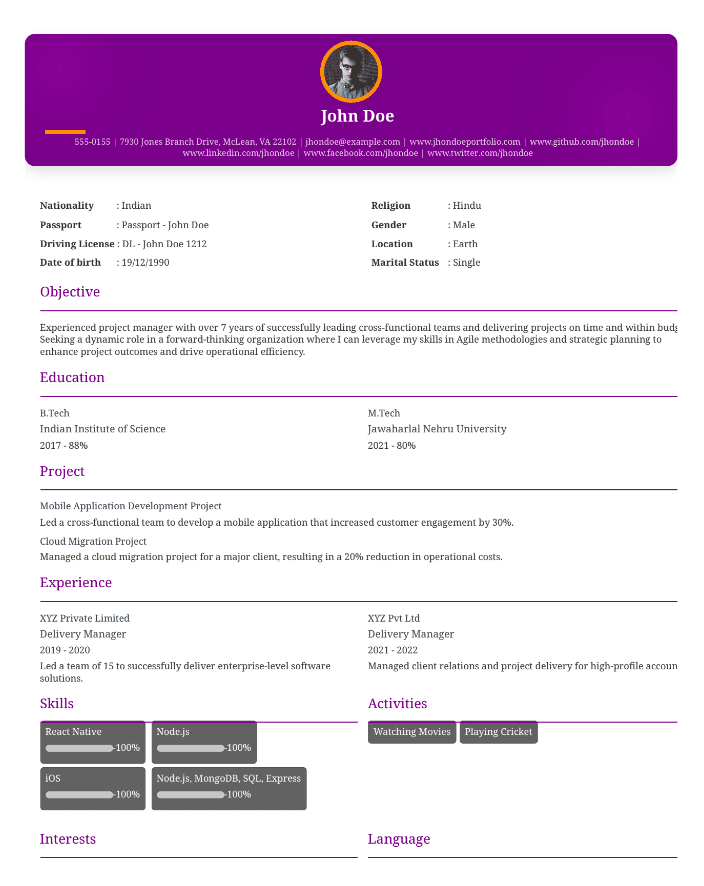 John Doe
555-0155 | 7930 Jones Branch Drive, McLean, VA 22102 | jhondoe@example.com | www.jhondoeportfolio.com | www.github.com/jhondoe |
www.linkedin.com/jhondoe | www.facebook.com/jhondoe | www.twitter.com/jhondoe
Nationality : Indian
Religion : Hindu
Passport : Passport - John Doe
Gender : Male
Driving License : DL - John Doe 1212
Location : Earth
Date of birth : 19/12/1990
Marital Status : Single
Objective
Experienced project manager with over 7 years of successfully leading cross-functional teams and delivering projects on time and within budg
Seeking a dynamic role in a forward-thinking organization where I can leverage my skills in Agile methodologies and strategic planning to
enhance project outcomes and drive operational efficiency.
Education
B.Tech
Indian Institute of Science
2017 - 88%
M.Tech
Jawaharlal Nehru University
2021 - 80%
Project
Mobile Application Development Project
Led a cross-functional team to develop a mobile application that increased customer engagement by 30%.
Cloud Migration Project
Managed a cloud migration project for a major client, resulting in a 20% reduction in operational costs.
Experience
XYZ Private Limited
Delivery Manager
2019 - 2020
Led a team of 15 to successfully deliver enterprise-level software
solutions.
XYZ Pvt Ltd
Delivery Manager
2021 - 2022
Managed client relations and project delivery for high-profile accoun
Skills
React Native
-100%
Node.js
-100%
iOS
-100%
Node.js, MongoDB, SQL, Express
-100%
Activities
Watching Movies
Playing Cricket
Interests
Language